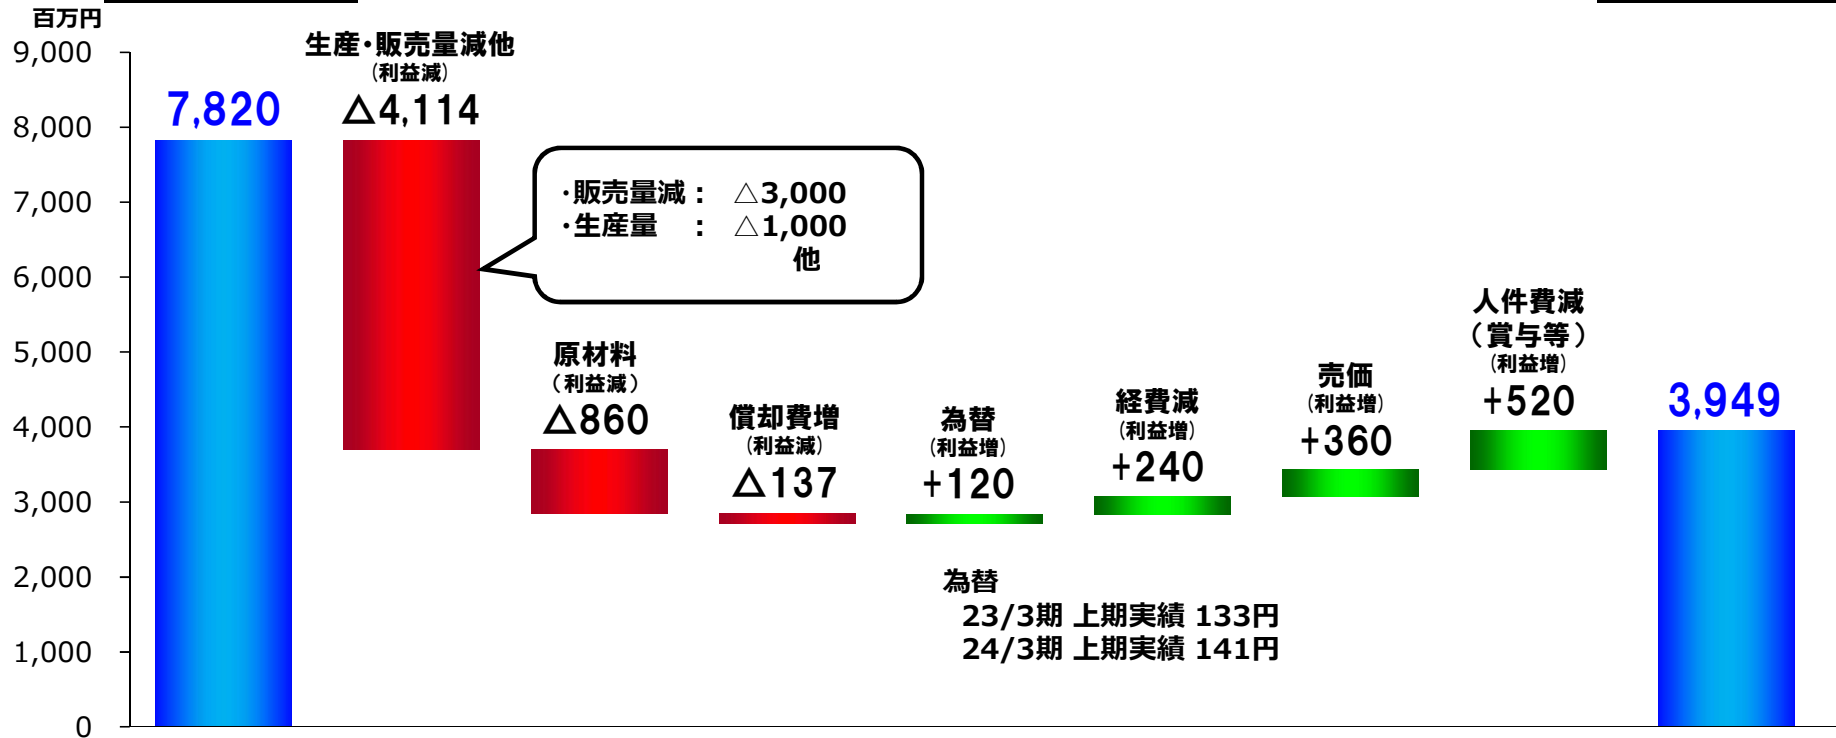 百万円
9,000
8,000
7,000
6,000
5,000
4,000
3,000
2,000
1,000
0
7,820
生産・販売量減他
(利益減)
△4,114
・販売量減： △3,000
・生産量　： △1,000
他
原材料
（利益減）
△860
償却費増
(利益減)
△137
為替
(利益増)
+120
経費減
(利益増)
+240
売価
(利益増)
+360
人件費減
（賞与等）
(利益増)
+520
3,949
為替
23/3期 上期実績 133円
24/3期 上期実績 141円